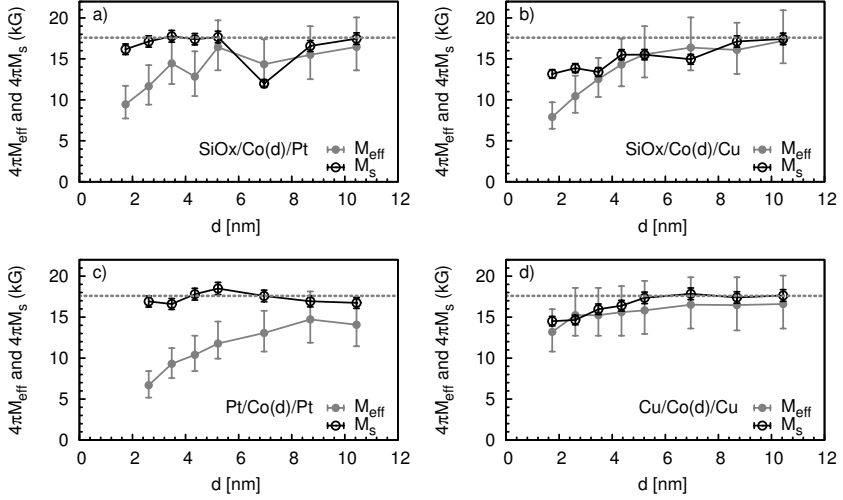 a)
20
15
10
5
0
4πMeff and 4πMs (kG)
SiOx/Co(d)/Pt
Meff
Ms
0 2 4 6 8 10 12
d [nm]
b)
20
15
10
5
0
4πMeff and 4πMs (kG)
SiOx/Co(d)/Cu
Meff
Ms
0 2 4 6 8 10 12
d [nm]
c)
20
15
10
5
0
4πMeff and 4πMs (kG)
Pt/Co(d)/Pt
Meff
Ms
0 2 4 6 8 10 12
d [nm]
d)
20
15
10
5
0
4πMeff and 4πMs (kG)
Cu/Co(d)/Cu
Meff
Ms
0 2 4 6 8 10 12
d [nm]